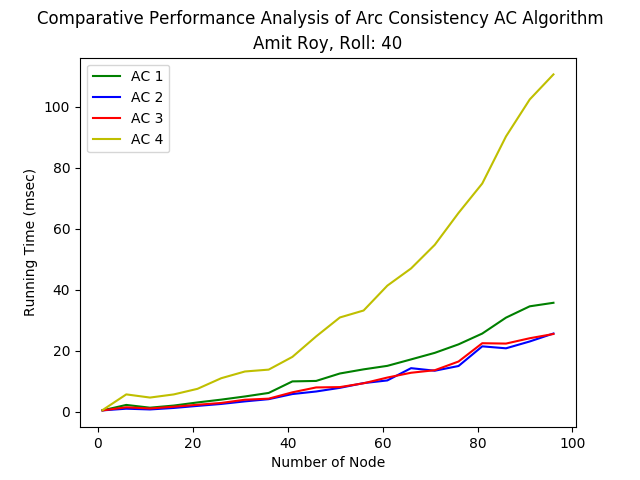 Comparative Performance Analysis of Arc Consistency AC Algorithm
Amit Roy, Roll: 40
AC 1
AC 2
AC 3
AC 4
Running Time (msec)
100
80
60
40
20
0
0 20 40 60 80 100
Number of Node